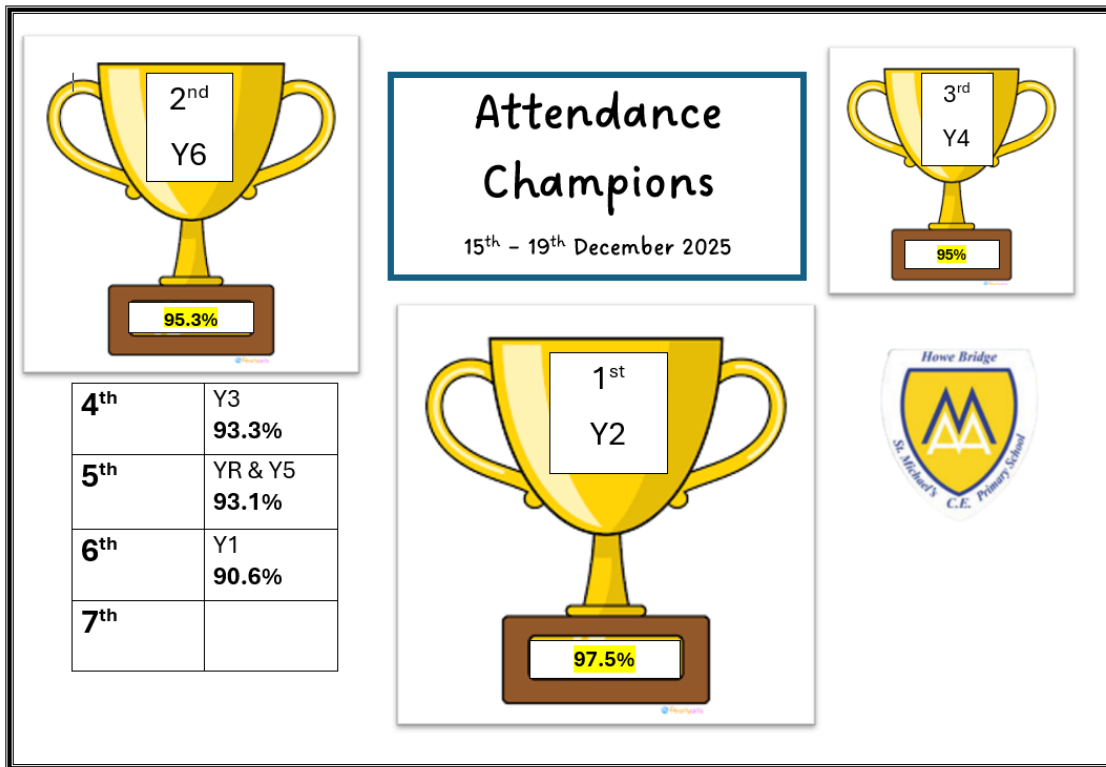 2nd
Y6
95.3%
Attendance
Champions
15th – 19th December 2025
3rd
Y4
95%
1st
Y2
97.5%
4th Y3
93.3%
5th YR & Y5
93.1%
6th Y1
90.6%
7th
Howe Bridge
St. Michael's C.E. Primary School